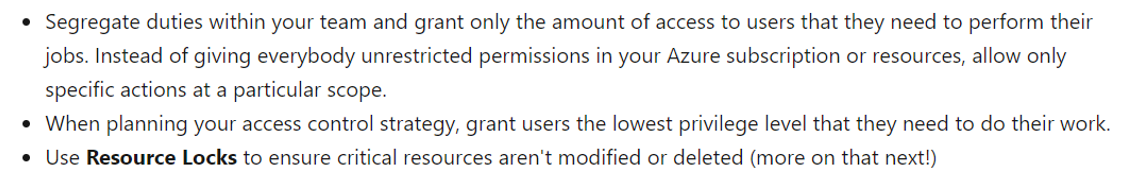 • Segregate duties within your team and grant only the amount of access to users that they need to perform their
jobs. Instead of giving everybody unrestricted permissions in your Azure subscription or resources, allow only
specific actions at a particular scope.
• When planning your access control strategy, grant users the lowest privilege level that they need to do their work.
• Use Resource Locks to ensure critical resources aren't modified or deleted (more on that next!)